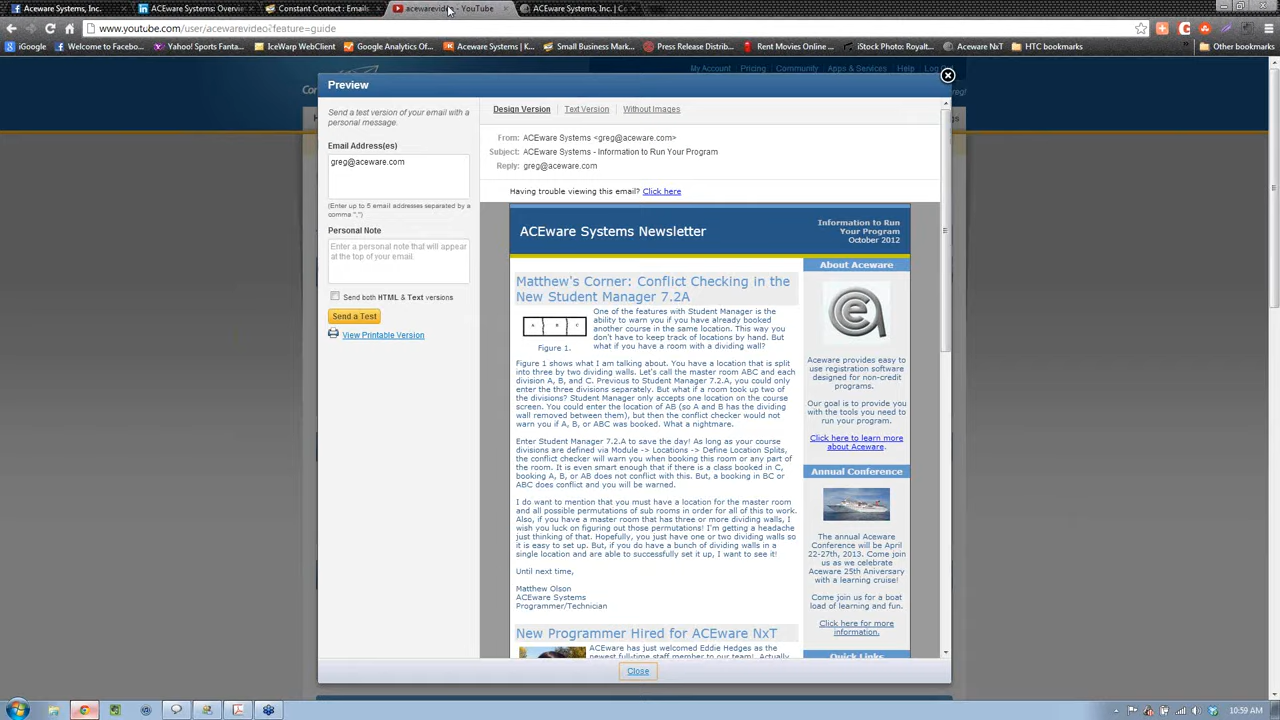 Aceware Systems, Inc.
ACEware Systems: Overvie
Constant Contact : Emails
acewarevide - YouTube
ACEware Systems, Inc. | Co
www.youtube.com/user/acewarevideo?feature=guide
iGoogle
Welcome to Facebo...
Yahoo! Sports Fanta...
IceWarp WebClient
Google Analytics Of...
Aceware Systems | K...
Small Business Mark...
Press Release Distrib...
Rent Movies Online ...
iStock Photo: Royalt...
Aceware NxT
HTC bookmarks
Other bookmarks
My Account
Pricing
Community
Apps & Services
Help
Log Out
Preview
Send a test version of your email with a
personal message.
Email Address(es)
greg@aceware.com
(Enter up to 5 email addresses separated by a
comma ",")
Personal Note
Enter a personal note that will appear
at the top of your email.
Send both HTML & Text versions
Send a Test
View Printable Version
Design Version
Text Version
Without Images
From: ACEware Systems <greg@aceware.com>
Subject: ACEware Systems - Information to Run Your Program
Reply: greg@aceware.com
Having trouble viewing this email? Click here
ACEware Systems Newsletter
Information to Run
Your Program
October 2012
Matthew's Corner: Conflict Checking in the
New Student Manager 7.2A
A B C
Figure 1.
One of the features with Student Manager is the
ability to warn you if you have already booked
another course in the same location. This way you
don't have to keep track of locations by hand. But
what if you have a room with a dividing wall?
Figure 1 shows what I am talking about. You have a location that is split
into three by two dividing walls. Let's call the master room ABC and each
division A, B, and C. Previous to Student Manager 7.2.A, you could only
enter the three divisions separately. But what if a room took up two of
the divisions? Student Manager only accepts one location on the course
screen. You could enter the location of AB (so A and B has the dividing
wall removed between them), but then the conflict checker would not
warn you if A, B, or ABC was booked. What a nightmare.
Enter Student Manager 7.2.A to save the day! As long as your course
divisions are defined via Module -> Locations -> Define Location Splits,
the conflict checker will warn you when booking this room or any part of
the room. It is even smart enough that if there is a class booked in C,
booking A, B, or AB does not conflict with this. But, a booking in BC or
ABC does conflict and you will be warned.
I do want to mention that you must have a location for the master room
and all possible permutations of sub rooms in order for all of this to work.
Also, if you have a master room that has three or more dividing walls, I
wish you luck on figuring out those permutations! I'm getting a headache
just thinking of that. Hopefully, you just have one or two dividing walls so
it is easy to set up. But, if you do have a bunch of dividing walls in a
single location and are able to successfully set it up, I want to see it!
Until next time,
Matthew Olson
ACEware Systems
Programmer/Technician
New Programmer Hired for ACEware NxT
ACEware has just welcomed Eddie Hedges as the
newest full-time staff member to our team! Actually
About Aceware
Aceware provides easy to
use registration software
designed for non-credit
programs.
Our goal is to provide you
with the tools you need to
run your program.
Click here to learn more
about Aceware.
Annual Conference
The annual Aceware
Conference will be April
22-27th, 2013. Come join
us as we celebrate
Aceware 25th Aniversary
with a learning cruise!
Come join us for a boat
load of learning and fun.
Click here for more
information.
Quick Links
Close
10:59 AM